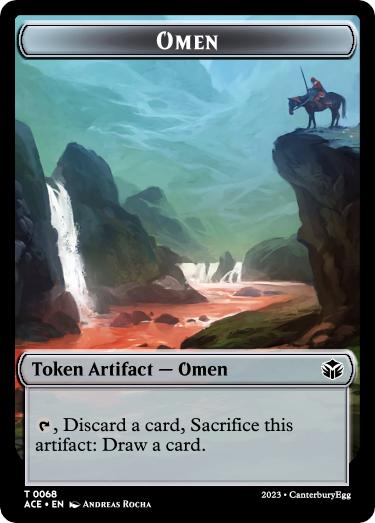 Omen
Token Artifact — Omen
, Discard a card, Sacrifice this
artifact: Draw a card.
T 0068
ACE • EN Andreas Rocha
2023 • CanterburyEgg